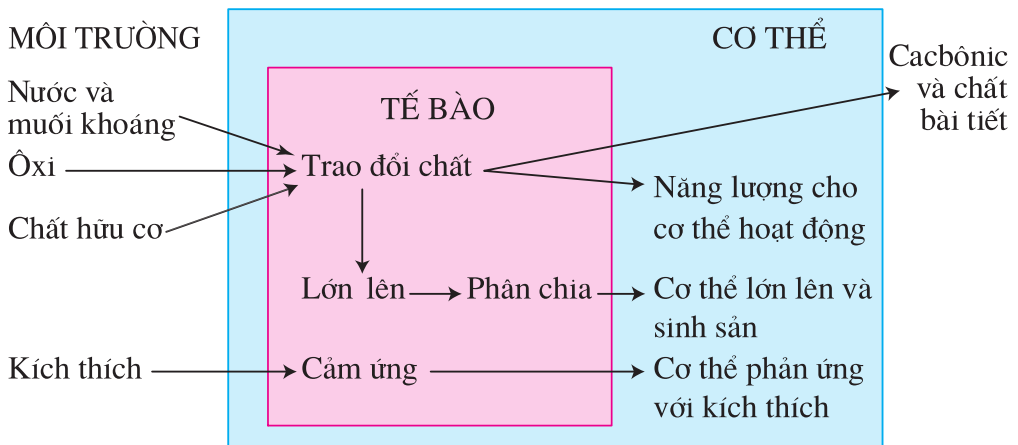 MÔI TRƯỜNG
CƠ THỂ
Cacbônic
và chất
bài tiết
Nước và
muối khoáng
TẾ BÀO
Ôxi
Trao đổi chất
Năng lượng cho
cơ thể hoạt động
Chất hữu cơ
Lớn lên
Phân chia
Cơ thể lớn lên và
sinh sản
Kích thích
Cảm ứng
Cơ thể phản ứng
với kích thích